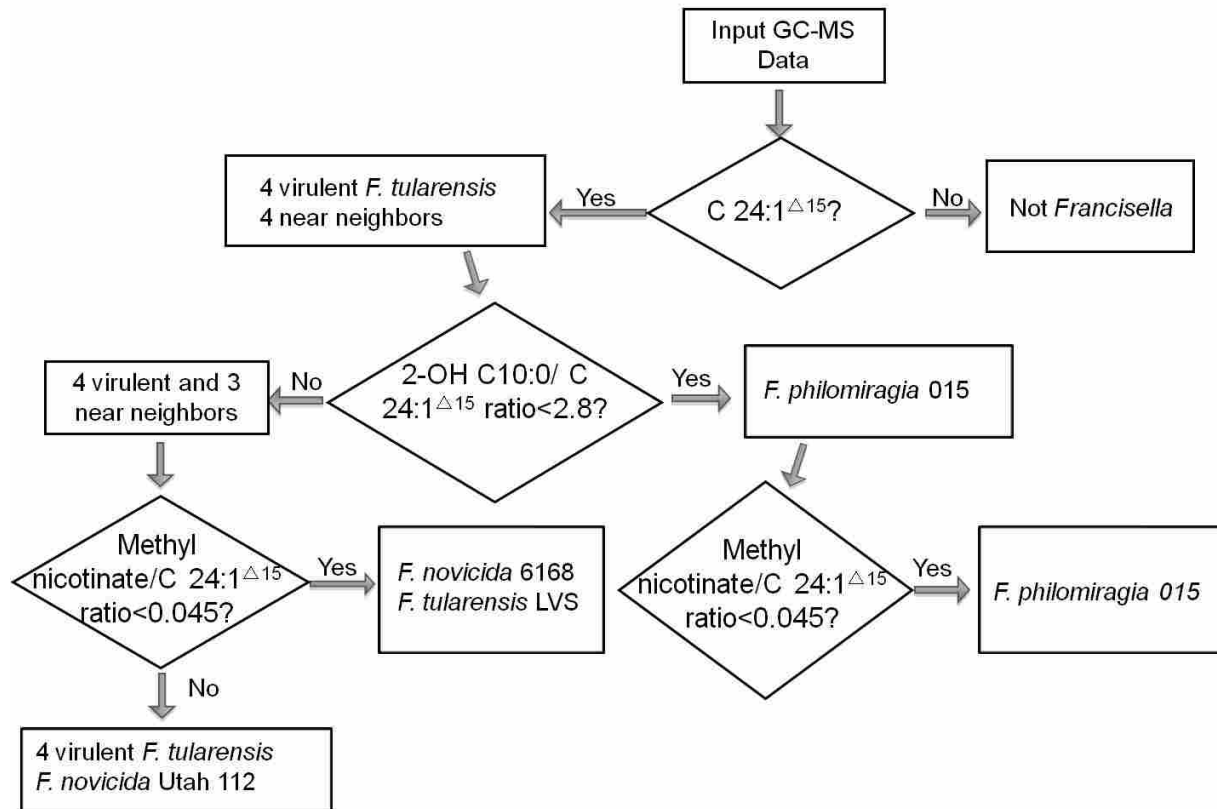 Input GC-MS
Data
C 24:1△15?
Yes
No
4 virulent F. tularensis
4 near neighbors
Not Francisella
2-OH C10:0/ C
24:1△15 ratio<2.8?
No
Yes
4 virulent and 3
near neighbors
F. philomiragia 015
Methyl
nicotinate/C 24:1△15
ratio<0.045?
Yes
F. novicida 6168
F. tularensis LVS
Methyl
nicotinate/C 24:1△15
ratio<0.045?
Yes
F. philomiragia 015
No
4 virulent F. tularensis
F. novicida Utah 112